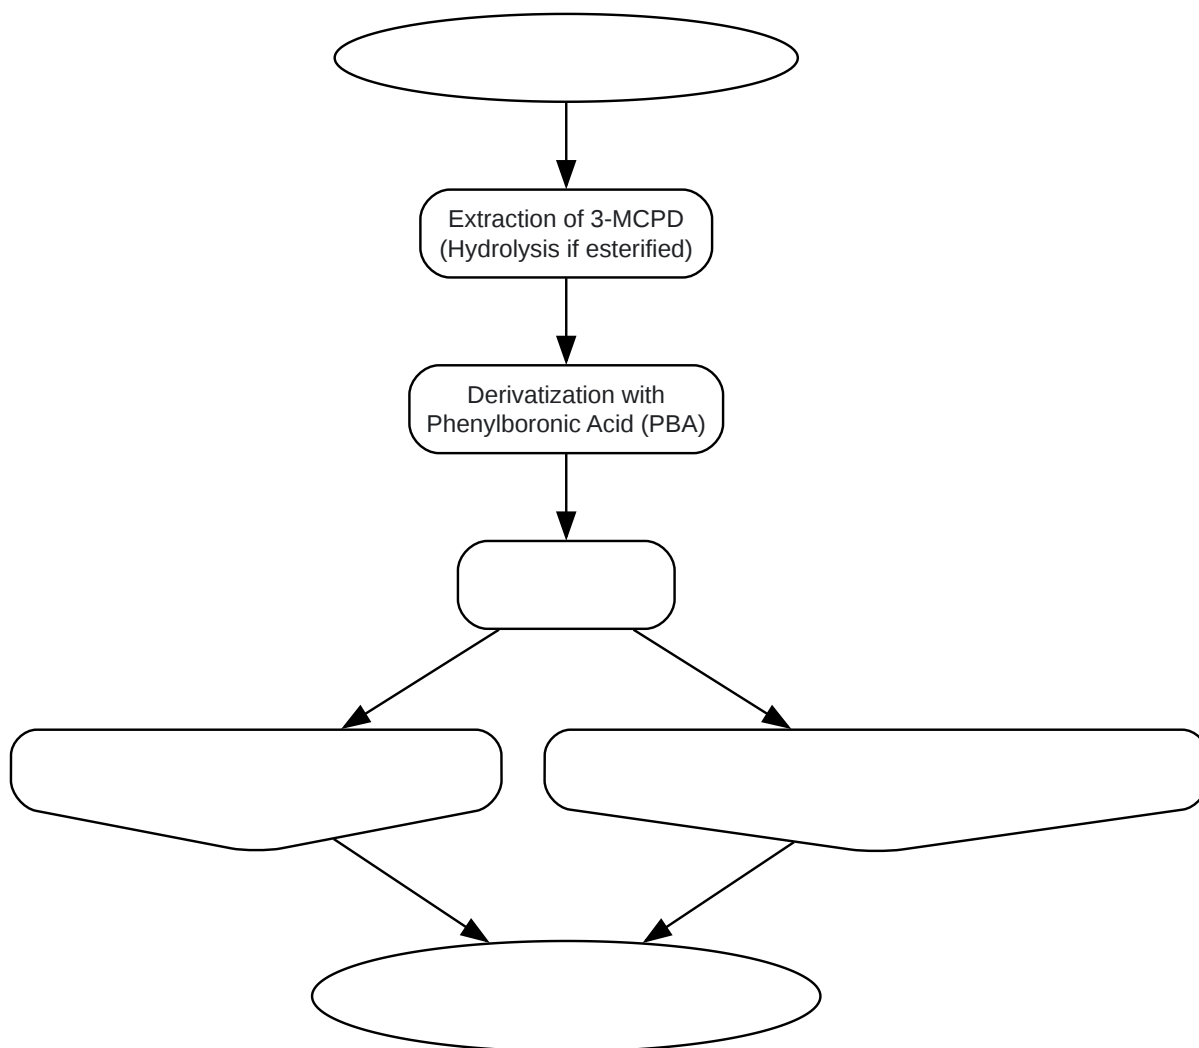 Extraction of 3-MCPD
(Hydrolysis if esterified)
Derivatization with
Phenylboronic Acid (PBA)